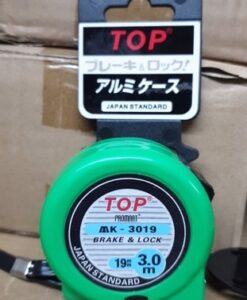 TOP
ブレーキ&ロック!
アルミケース
JAPAN STANDARD
TOP
PROMART
MK-3019
BRAKE & LOCK
19mm 3.0m
JAPAN STANDARD